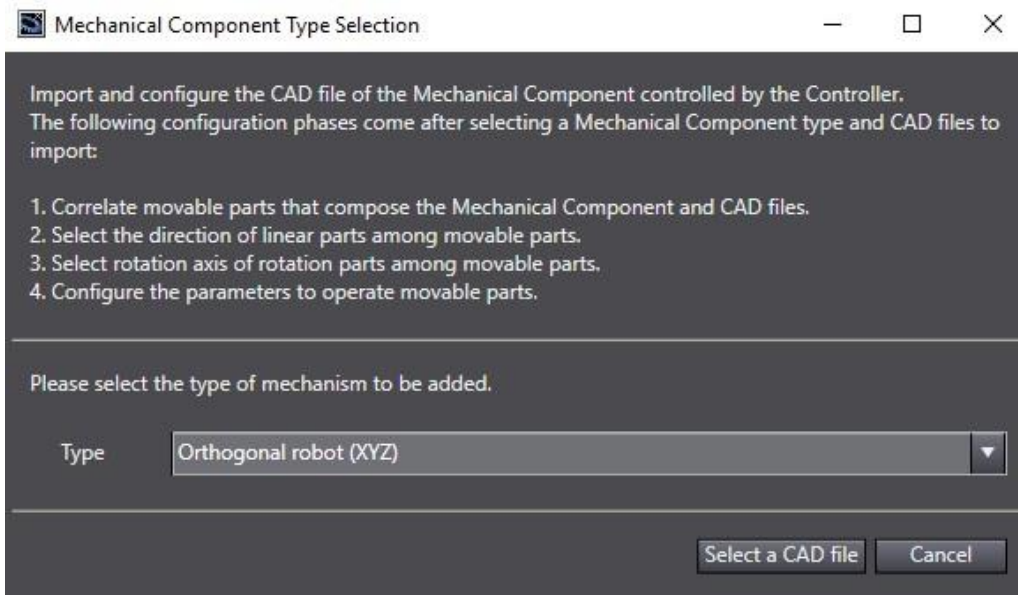 Mechanical Component Type Selection
Import and configure the CAD file of the Mechanical Component controlled by the Controller.
The following configuration phases come after selecting a Mechanical Component type and CAD files to
import:
1. Correlate movable parts that compose the Mechanical Component and CAD files.
2. Select the direction of linear parts among movable parts.
3. Select rotation axis of rotation parts among movable parts.
4. Configure the parameters to operate movable parts.
Please select the type of mechanism to be added.
Type Orthogonal robot (XYZ)
Select a CAD file Cancel